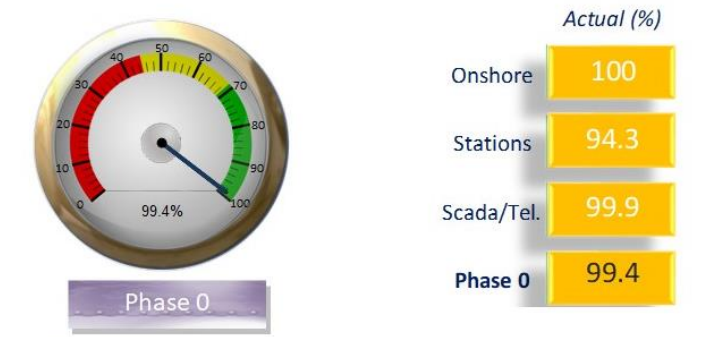 0
10
20
30
40
50
60
70
80
90
100
99.4%
Phase 0
Actual (%)
Onshore 100
Stations 94.3
Scada/Tel. 99.9
Phase 0 99.4